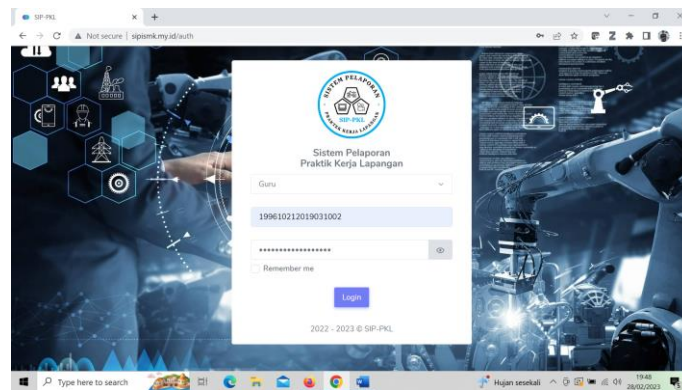 SIP-PKL
Not secure | sipismk.my.id/auth
SISTEM PELAPORAN
SIP-PKL
PRAKTEK KERJA LAPANGAN
Sistem Pelaporan
Praktik Kerja Lapangan
Guru
199610212019031002
••••••••••••••••••
Remember me
Login
2022 - 2023 © SIP-PKL
Type here to search
Hujan sesekali
19:48
28/02/2023